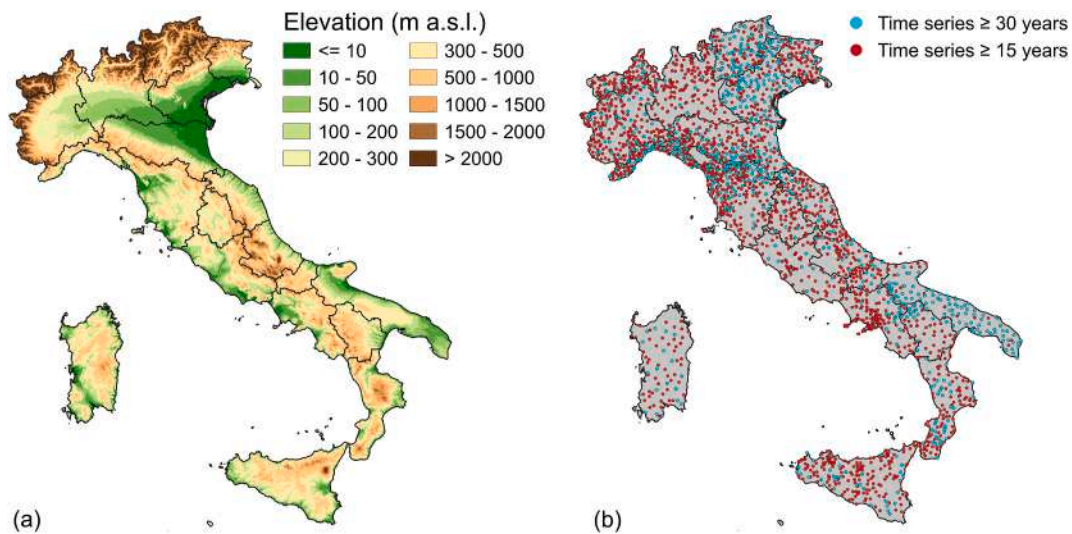 Elevation (m a.s.l.)
<= 10
10 - 50
50 - 100
100 - 200
200 - 300
300 - 500
500 - 1000
1000 - 1500
1500 - 2000
> 2000
(a)
Time series ≥ 30 years
Time series ≥ 15 years
(b)